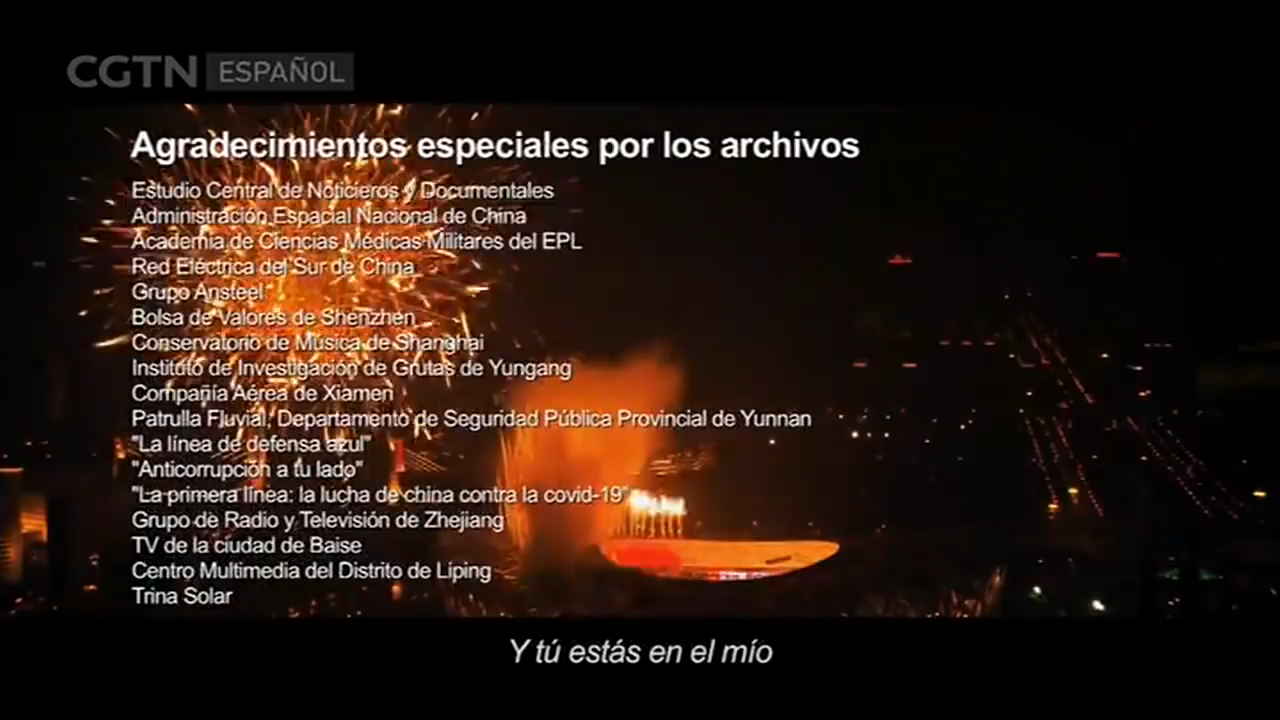 CGTN ESPAÑOL
Agradecimientos especiales por los archivos
Estudio Central de Noticieros y Documentales
Administración Espacial Nacional de China
Academia de Ciencias Médicas Militares del EPL
Red Eléctrica del Sur de China
Grupo Ansteel
Bolsa de Valores de Shenzhen
Conservatorio de Música de Shanghai
Instituto de Investigación de Grutas de Yungang
Compañía Aérea de Xiamen
Patrulla Fluvial, Departamento de Seguridad Pública Provincial de Yunnan
"La línea de defensa azul"
"Anticorrupción a tu lado"
"La primera línea: la lucha de china contra la covid-19"
Grupo de Radio y Televisión de Zhejiang
TV de la ciudad de Baise
Centro Multimedia del Distrito de Liping
Trina Solar
Y tú estás en el mío